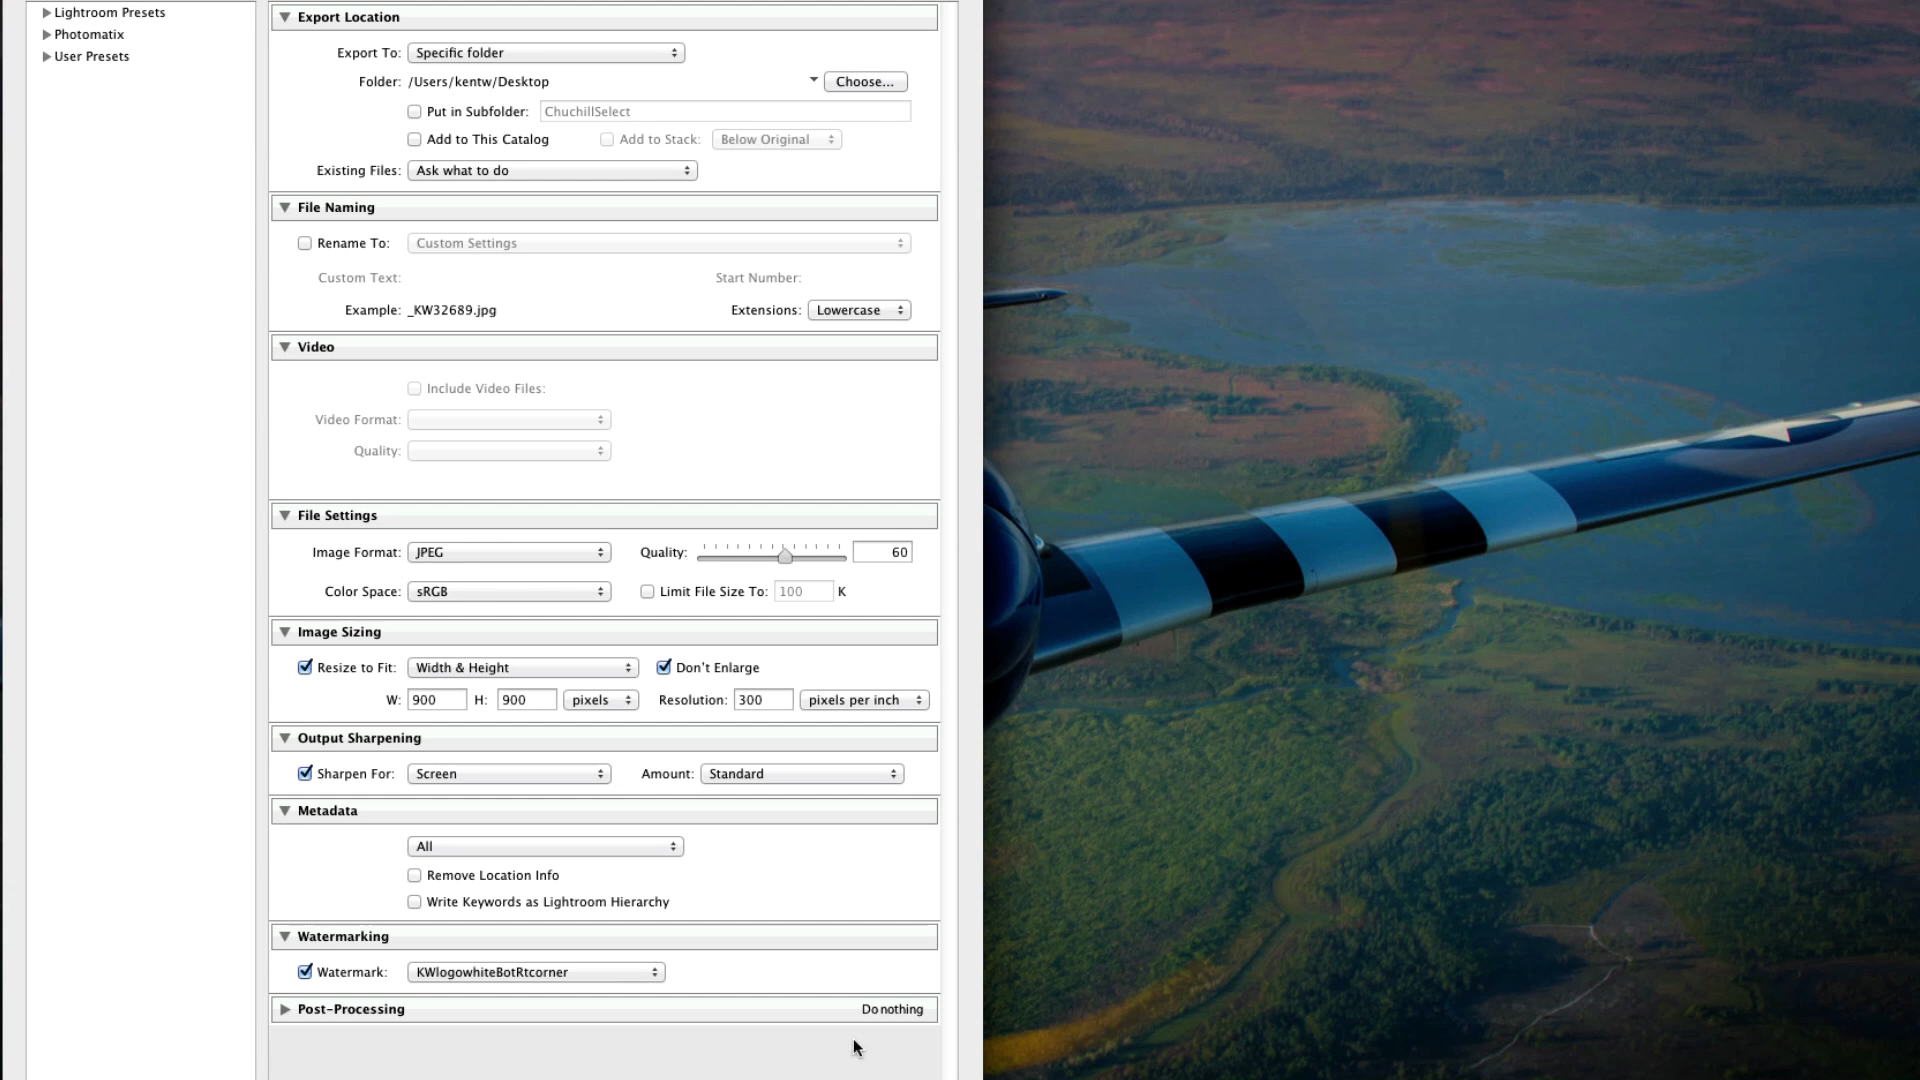 Lightroom Presets
Photomatix
User Presets
Export Location
Export To: Specific folder
Folder: /Users/kentw/Desktop Choose...
Put in Subfolder: ChuchillSelect
Add to This Catalog Add to Stack: Below Original
Existing Files: Ask what to do
File Naming
Rename To: Custom Settings
Custom Text: Start Number:
Example: _KW32689.jpg Extensions: Lowercase
Video
Include Video Files:
Video Format:
Quality:
File Settings
Image Format: JPEG Quality: 60
Color Space: sRGB Limit File Size To: 100 K
Image Sizing
Resize to Fit: Width & Height Don't Enlarge
W: 900 H: 900 pixels Resolution: 300 pixels per inch
Output Sharpening
Sharpen For: Screen Amount: Standard
Metadata
All
Remove Location Info
Write Keywords as Lightroom Hierarchy
Watermarking
Watermark: KWlogowhiteBotRtcorner
Post-Processing Do nothing